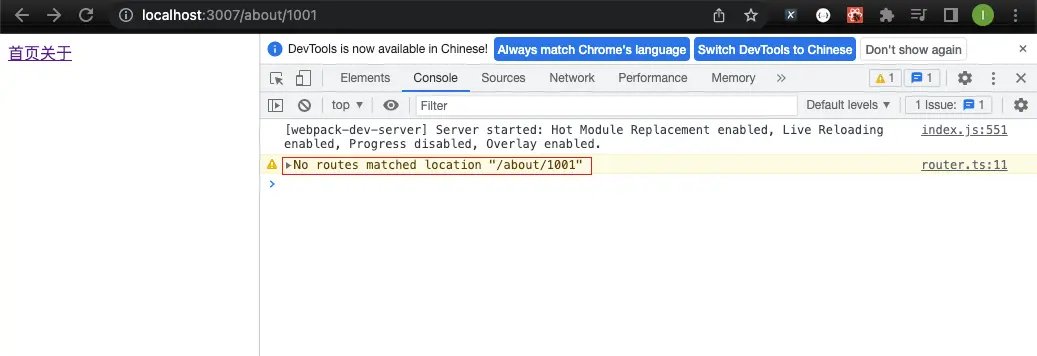 localhost:3007/about/1001
I
首页关于
DevTools is now available in Chinese! Always match Chrome's language Switch DevTools to Chinese Don't show again
Elements Console Sources Network Performance Memory 1 1
top Filter Default levels 1 Issue: 1
[webpack-dev-server] Server started: Hot Module Replacement enabled, Live Reloading index.js:551
enabled, Progress disabled, Overlay enabled.
No routes matched location "/about/1001" router.ts:11